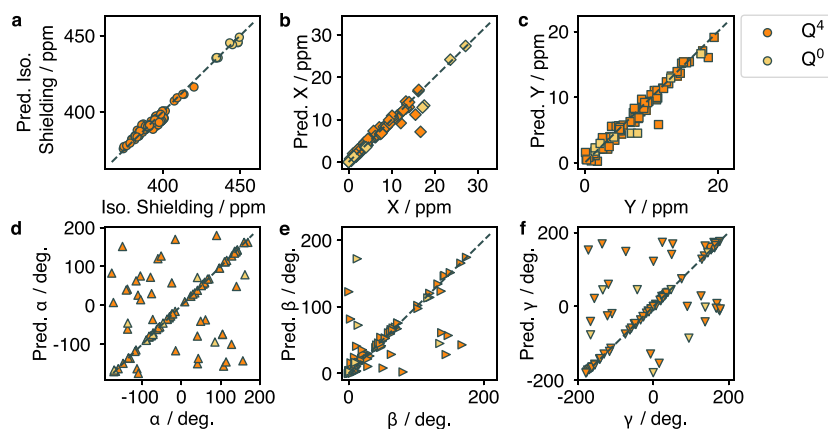 a
450
400
Pred. Iso.
Shielding / ppm
400
450
Iso. Shielding / ppm
b
30
20
10
0
Pred. X / ppm
0
10
20
30
X / ppm
c
20
10
0
Pred. Y / ppm
0
20
Y / ppm
Q⁴
Q⁰
d
200
100
0
-100
Pred. α / deg.
-100
0
100
200
α / deg.
e
200
100
0
Pred. β / deg.
0
200
β / deg.
f
200
0
-200
Pred. γ / deg.
-200
-100
0
100
200
γ / deg.